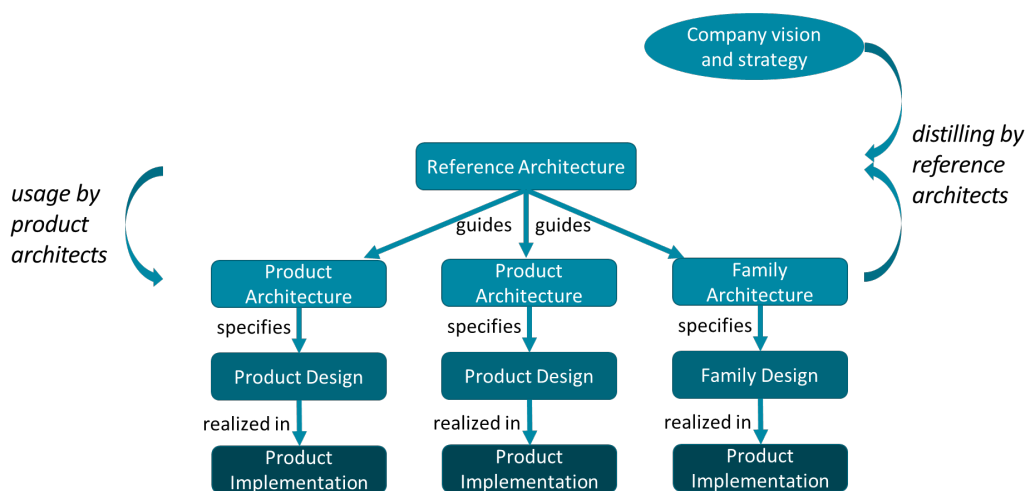 Company vision
and strategy
distilling by
reference
architects
Reference Architecture
usage by
product
architects
guides
guides
Product
Architecture
Product
Architecture
Family
Architecture
specifies
specifies
specifies
Product Design
Product Design
Family Design
realized in
realized in
realized in
Product
Implementation
Product
Implementation
Product
Implementation